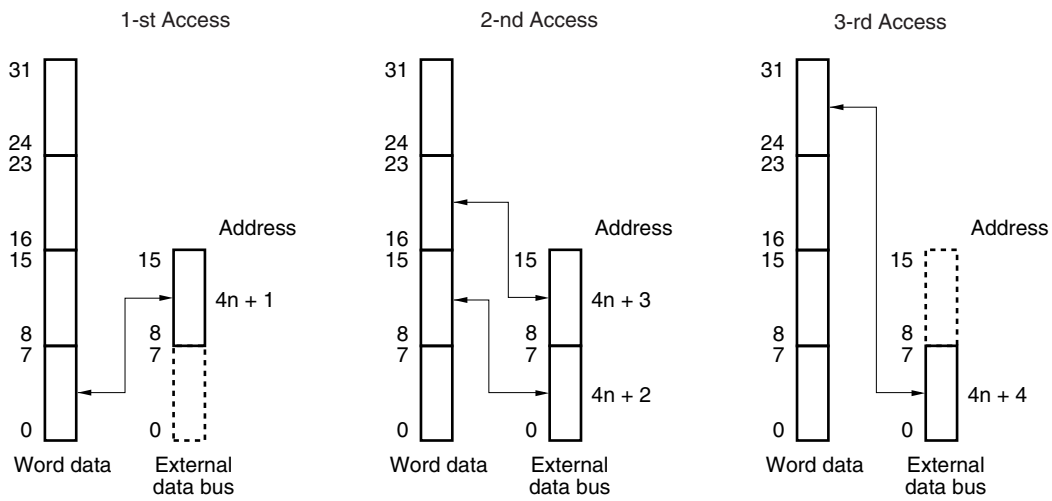 1-st Access
31
24
23
16
15
8
7
0
Word data
Address
15
8
7
0
4n + 1
External
data bus
2-nd Access
31
24
23
16
15
8
7
0
Word data
Address
15
8
7
0
4n + 3
4n + 2
External
data bus
3-rd Access
31
24
23
16
15
8
7
0
Word data
Address
15
8
7
0
4n + 4
External
data bus